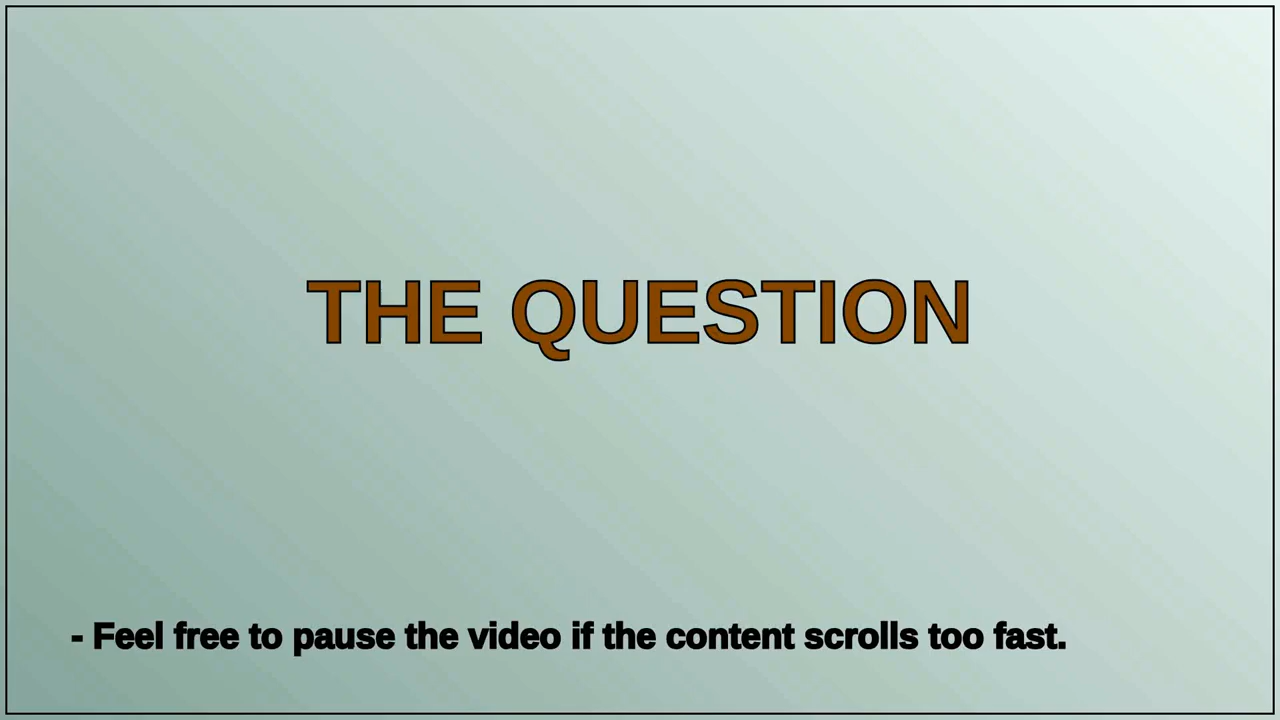 THE QUESTION
- Feel free to pause the video if the content scrolls too fast.